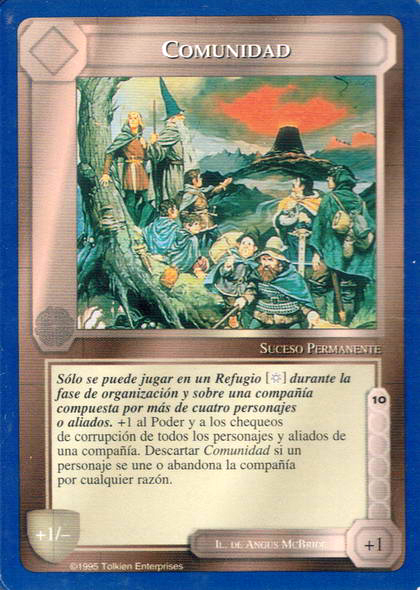 COMUNIDAD
SUCESO PERMANENTE
Sólo se puede jugar en un Refugio [ ] durante la
fase de organización y sobre una compañía
compuesta por más de cuatro personajes
o aliados. +1 al Poder y a los chequeos
de corrupción de todos los personajes y aliados de
una compañía. Descartar Comunidad si un
personaje se une o abandona la compañía
por cualquier razón.
10
+1/–
IL. DE ANGUS MCBRIDE
+1
©1995 Tolkien Enterprises